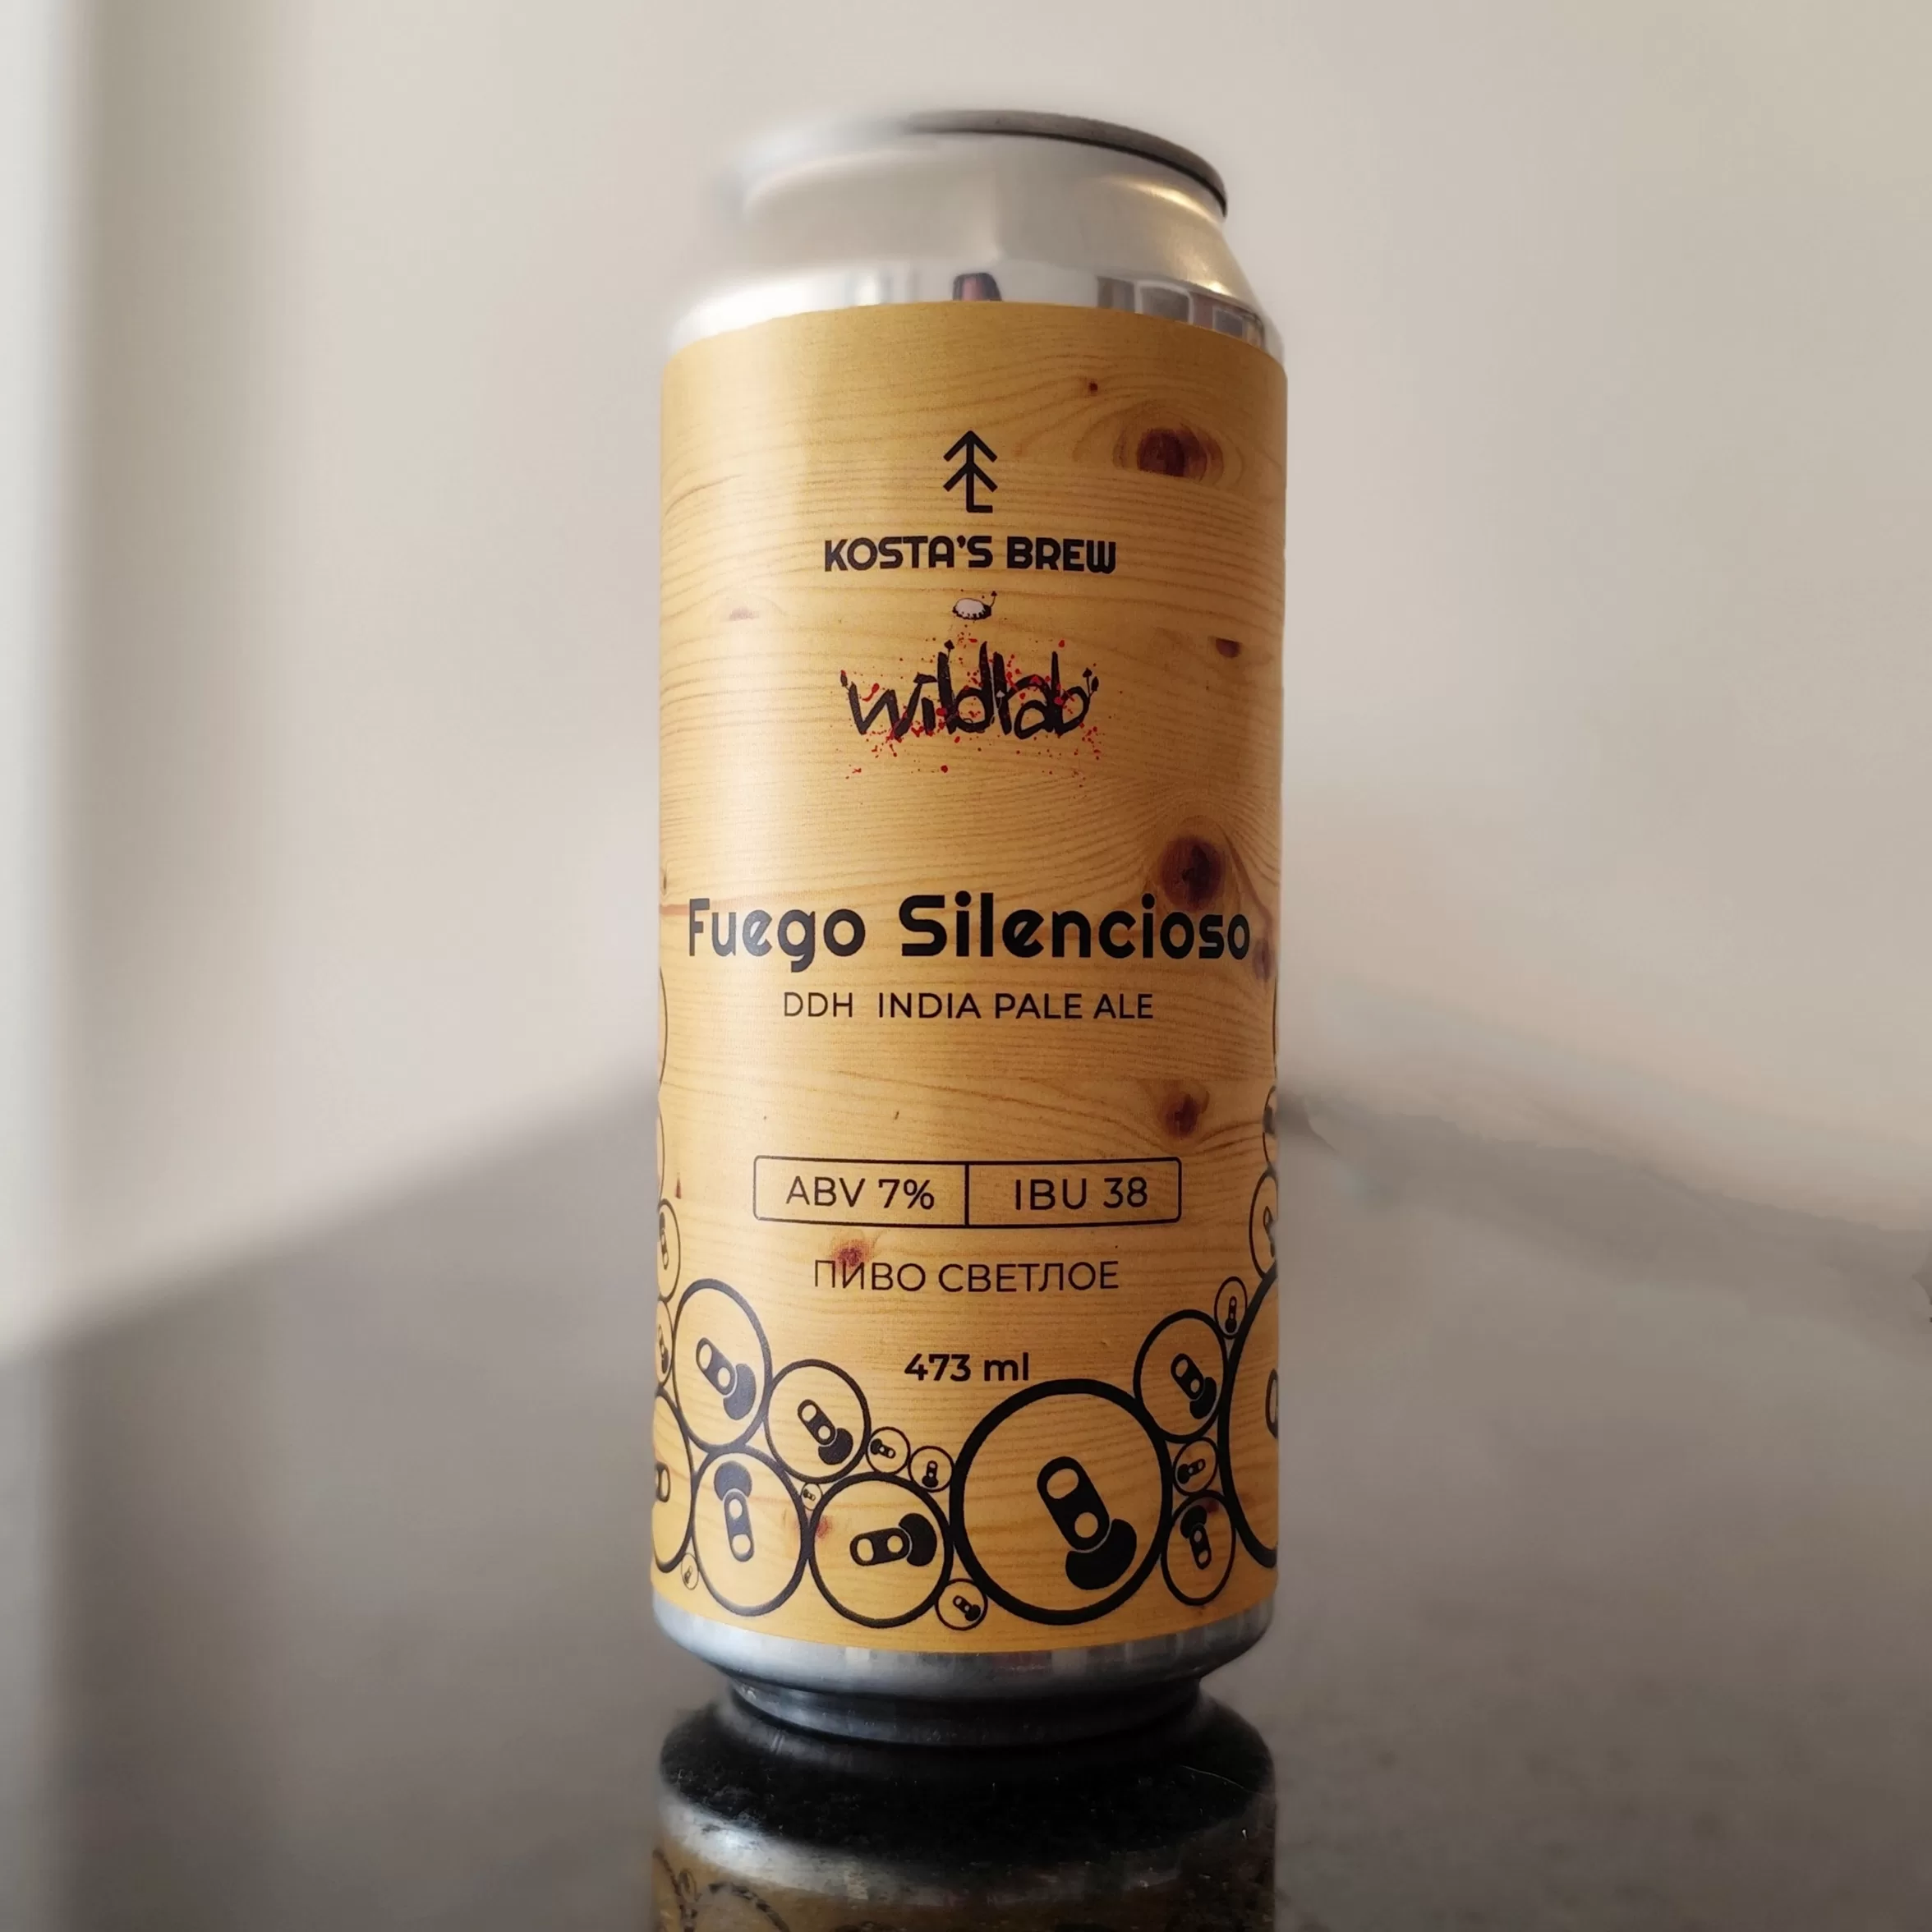 KOSTA'S BREW
wildlab
Fuego Silencioso
DDH INDIA PALE ALE
ABV 7% IBU 38
ПИВО СВЕТЛОЕ
473 ml